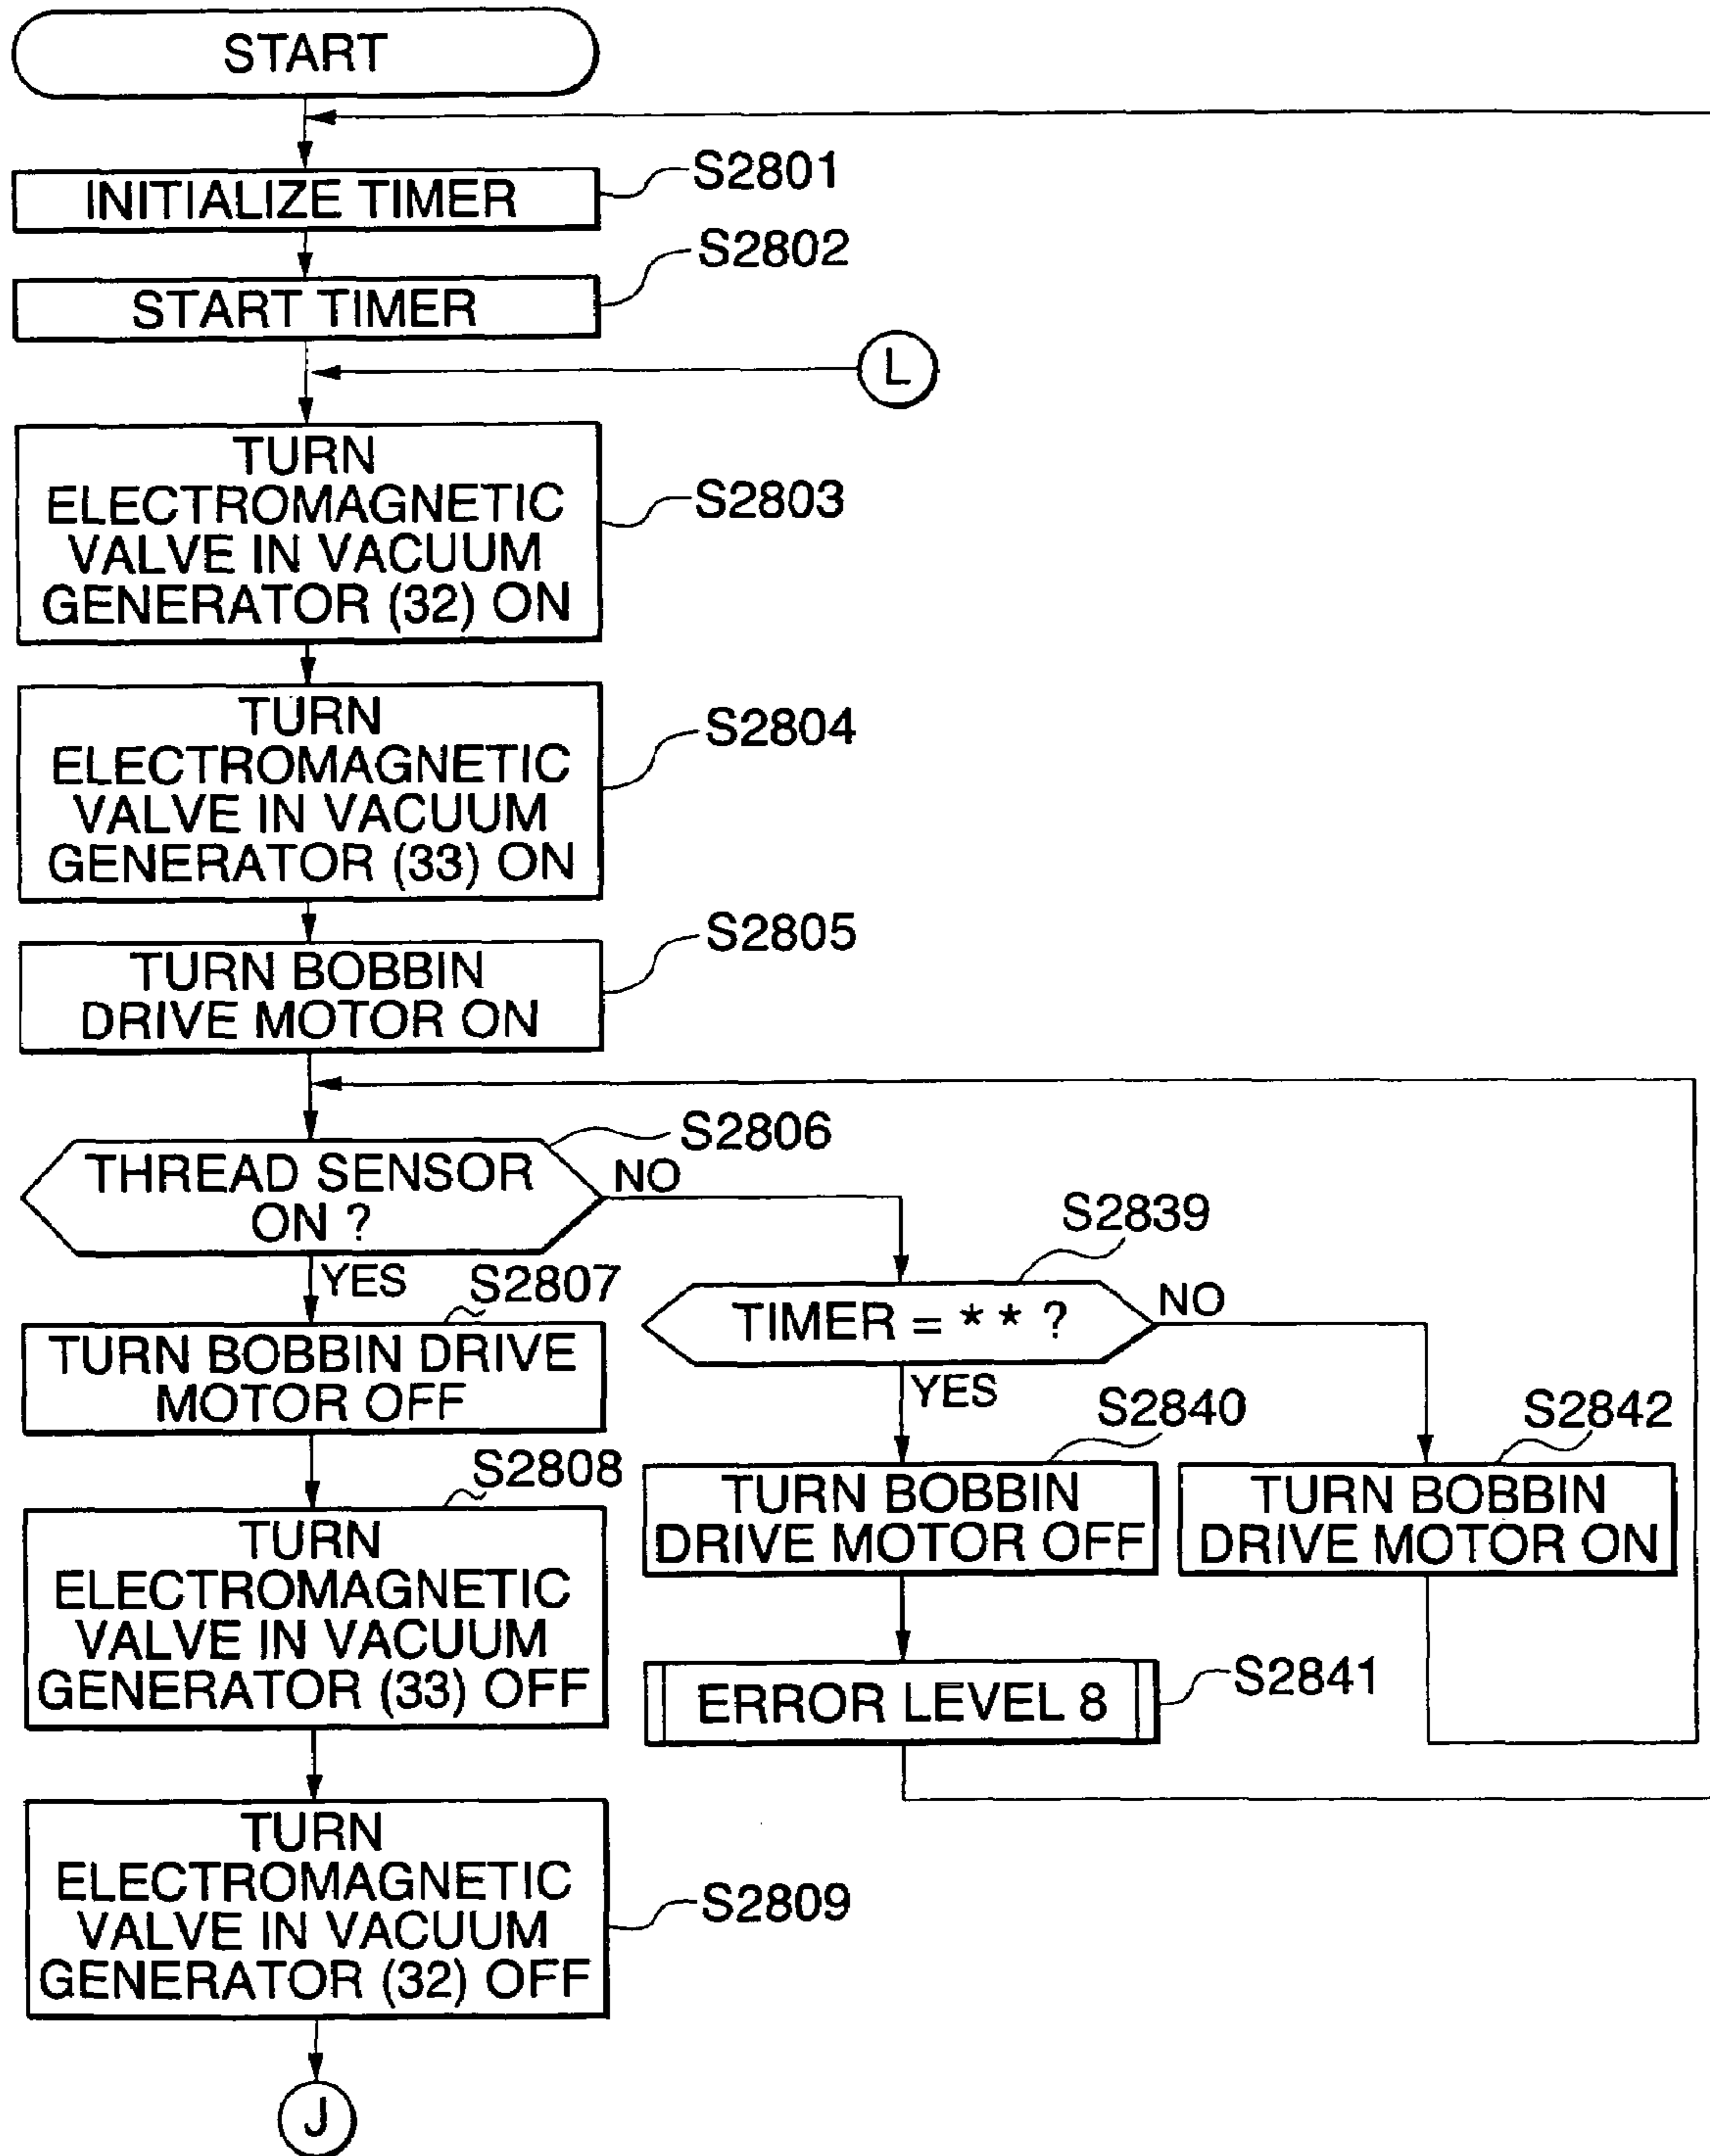 START
INITIALIZE TIMER
S2801
START TIMER
S2802
L
TURN
ELECTROMAGNETIC
VALVE IN VACUUM
GENERATOR (32) ON
S2803
TURN
ELECTROMAGNETIC
VALVE IN VACUUM
GENERATOR (33) ON
S2804
TURN BOBBIN
DRIVE MOTOR ON
S2805
THREAD SENSOR
ON ?
S2806
NO
YES
S2807
TURN BOBBIN DRIVE
MOTOR OFF
S2808
TURN
ELECTROMAGNETIC
VALVE IN VACUUM
GENERATOR (33) OFF
TURN
ELECTROMAGNETIC
VALVE IN VACUUM
GENERATOR (32) OFF
S2809
J
S2839
TIMER = * * ?
NO
YES
S2840
TURN BOBBIN
DRIVE MOTOR OFF
S2841
ERROR LEVEL 8
S2842
TURN BOBBIN
DRIVE MOTOR ON